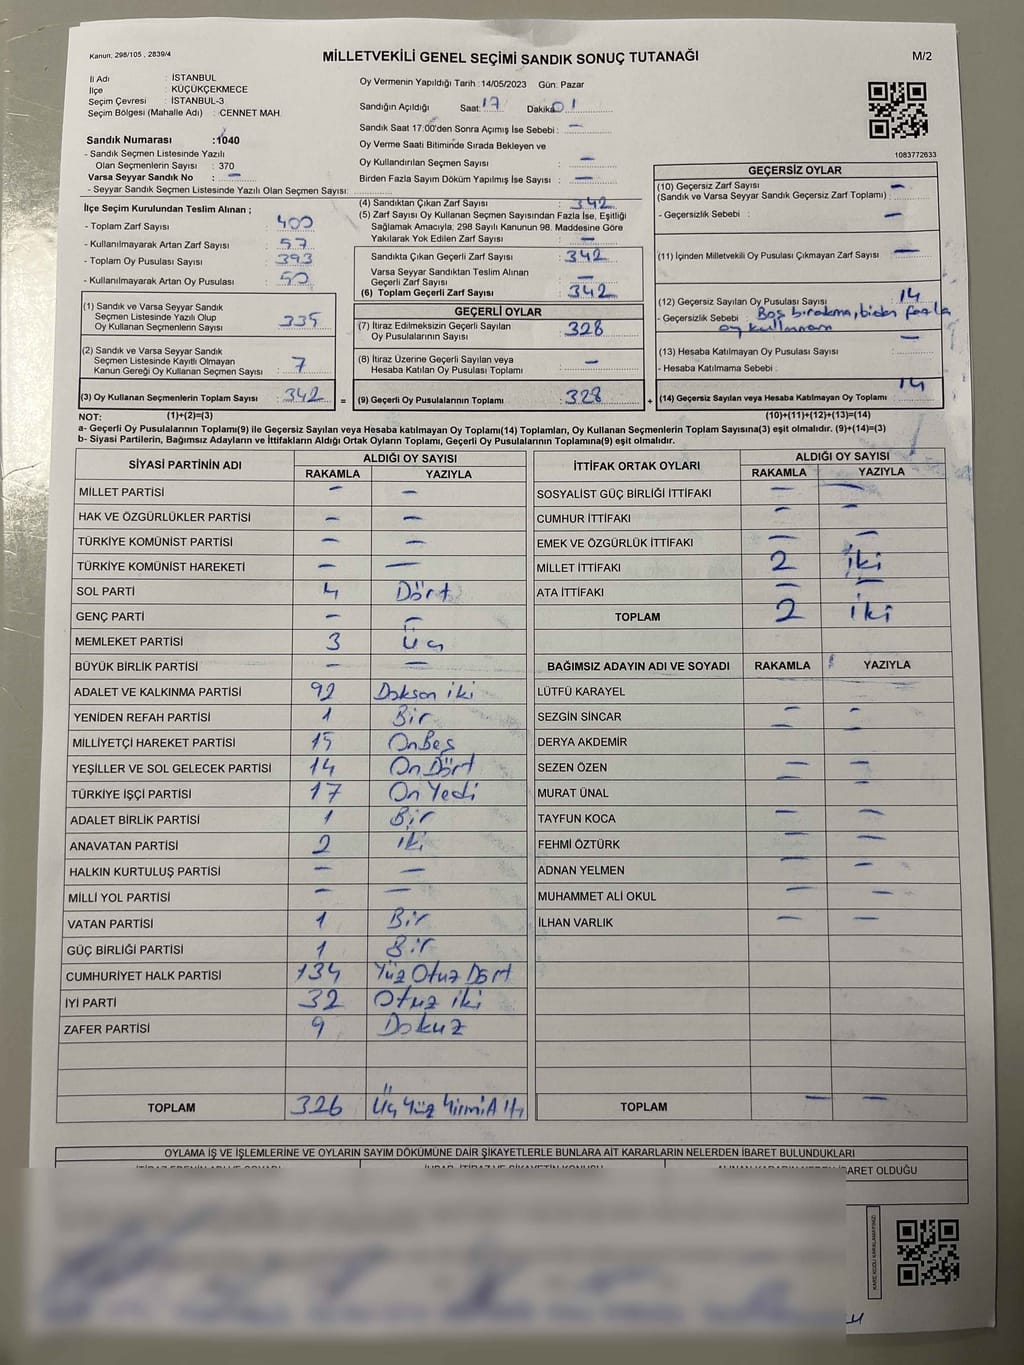 Kanun: 298/105 , 2839/4
MİLLETVEKİLİ GENEL SEÇİMİ SANDIK SONUÇ TUTANAĞI
M/2
İl Adı : İSTANBUL
İlçe : KÜÇÜKÇEKMECE
Seçim Çevresi : İSTANBUL-3
Seçim Bölgesi (Mahalle Adı) : CENNET MAH
Sandık Numarası :1040
- Sandık Seçmen Listesinde Yazılı
Olan Seçmenlerin Sayısı : 370
Varsa Seyyar Sandık No : –
- Seyyar Sandık Seçmen Listesinde Yazılı Olan Seçmen Sayısı:
Oy Vermenin Yapıldığı Tarih : 14/05/2023 Gün: Pazar
Sandığın Açıldığı Saat: 17 Dakika 01
Sandık Saat 17:00'den Sonra Açımış İse Sebebi : –
Oy Verme Saati Bitiminde Sırada Bekleyen ve
Oy Kullandırılan Seçmen Sayısı : –
Birden Fazla Sayım Döküm Yapılmış İse Sayısı : –
1083772633
İlçe Seçim Kurulundan Teslim Alınan ;
- Toplam Zarf Sayısı : 400
- Kullanılmayarak Artan Zarf Sayısı : 57
- Toplam Oy Pusulası Sayısı : 393
- Kullanılmayarak Artan Oy Pusulası : 50
(1) Sandık ve Varsa Seyyar Sandık
Seçmen Listesinde Yazılı Olup
Oy Kullanan Seçmenlerin Sayısı : 335
(2) Sandık ve Varsa Seyyar Sandık
Seçmen Listesinde Kayıtlı Olmayan
Kanun Gereği Oy Kullanan Seçmen Sayısı : 7
(3) Oy Kullanan Seçmenlerin Toplam Sayısı : 342
(4) Sandıktan Çıkan Zarf Sayısı : 342
(5) Zarf Sayısı Oy Kullanan Seçmen Sayısından Fazla İse, Eşitliği
Sağlamak Amacıyla; 298 Sayılı Kanunun 98. Maddesine Göre
Yakılarak Yok Edilen Zarf Sayısı : –
Sandıkta Çıkan Geçerli Zarf Sayısı : 342
Varsa Seyyar Sandıktan Teslim Alınan
Geçerli Zarf Sayısı : –
(6) Toplam Geçerli Zarf Sayısı : 342
GEÇERLİ OYLAR
(7) İtiraz Edilmeksizin Geçerli Sayılan
Oy Pusulalarının Sayısı : 328
(8) İtiraz Üzerine Geçerli Sayılan veya
Hesaba Katılan Oy Pusulası Toplamı : –
= (9) Geçerli Oy Pusulalarının Toplamı : 328
GEÇERSİZ OYLAR
(10) Geçersiz Zarf Sayısı : –
(Sandık ve Varsa Seyyar Sandık Geçersiz Zarf Toplamı)
- Geçersizlik Sebebi : –
(11) İçinden Milletvekili Oy Pusulası Çıkmayan Zarf Sayısı : –
(12) Geçersiz Sayılan Oy Pusulası Sayısı : 14
- Geçersizlik Sebebi : Boş bırakma, birden fazla
oy kullanım
(13) Hesaba Katılmayan Oy Pusulası Sayısı : –
- Hesaba Katılmama Sebebi :
+ (14) Geçersiz Sayılan veya Hesaba Katılmayan Oy Toplamı : 14
NOT: (1)+(2)=(3) (10)+(11)+(12)+(13)=(14)
a- Geçerli Oy Pusulalarının Toplamı(9) ile Geçersiz Sayılan veya Hesaba Katılmayan Oy Toplamı(14) Toplamları, Oy Kullanan Seçmenlerin Toplam Sayısına(3) eşit olmalıdır. (9)+(14)=(3)
b- Siyasi Partilerin, Bağımsız Adayların ve İttifakların Aldığı Ortak Oyların Toplamı, Geçerli Oy Pusulalarının Toplamına(9) eşit olmalıdır.
SİYASİ PARTİNİN ADI ALDIĞI OY SAYISI
RAKAMLA YAZIYLA
MİLLET PARTİSİ – –
HAK VE ÖZGÜRLÜKLER PARTİSİ – –
TÜRKİYE KOMÜNİST PARTİSİ – –
TÜRKİYE KOMÜNİST HAREKETİ – –
SOL PARTİ 4 Dört
GENÇ PARTİ – –
MEMLEKET PARTİSİ 3 Üç
BÜYÜK BİRLİK PARTİSİ – –
ADALET VE KALKINMA PARTİSİ 92 Doksan iki
YENİDEN REFAH PARTİSİ 1 Bir
MİLLİYETÇİ HAREKET PARTİSİ 15 OnBeş
YEŞİLLER VE SOL GELECEK PARTİSİ 14 On Dört
TÜRKİYE İŞÇİ PARTİSİ 17 On Yedi
ADALET BİRLİK PARTİSİ 1 Bir
ANAVATAN PARTİSİ 2 iki
HALKIN KURTULUŞ PARTİSİ – –
MİLLİ YOL PARTİSİ – –
VATAN PARTİSİ 1 Bir
GÜÇ BİRLİĞİ PARTİSİ 1 Bir
CUMHURİYET HALK PARTİSİ 134 Yüz Otuz Dört
İYİ PARTİ 32 Otuz iki
ZAFER PARTİSİ 9 Dokuz
TOPLAM 326 Üç Yüz Yirmi Altı
İTTİFAK ORTAK OYLARI ALDIĞI OY SAYISI
RAKAMLA YAZIYLA
SOSYALİST GÜÇ BİRLİĞİ İTTİFAKI – –
CUMHUR İTTİFAKI – –
EMEK VE ÖZGÜRLÜK İTTİFAKI – –
MİLLET İTTİFAKI 2 iki
ATA İTTİFAKI – –
TOPLAM 2 iki
BAĞIMSIZ ADAYIN ADI VE SOYADI RAKAMLA YAZIYLA
LÜTFÜ KARAYEL
SEZGİN SİNCAR – –
DERYA AKDEMİR
SEZEN ÖZEN – –
MURAT ÜNAL –
TAYFUN KOCA – –
FEHMİ ÖZTÜRK – –
ADNAN YELMEN – –
MUHAMMET ALİ OKUL – –
İLHAN VARLIK – –
TOPLAM – –
OYLAMA İŞ VE İŞLEMLERİNE VE OYLARIN SAYIM DÖKÜMÜNE DAİR ŞİKAYETLERLE BUNLARA AİT KARARLARIN NELERDEN İBARET BULUNDUKLARI
İBARET OLDUĞU